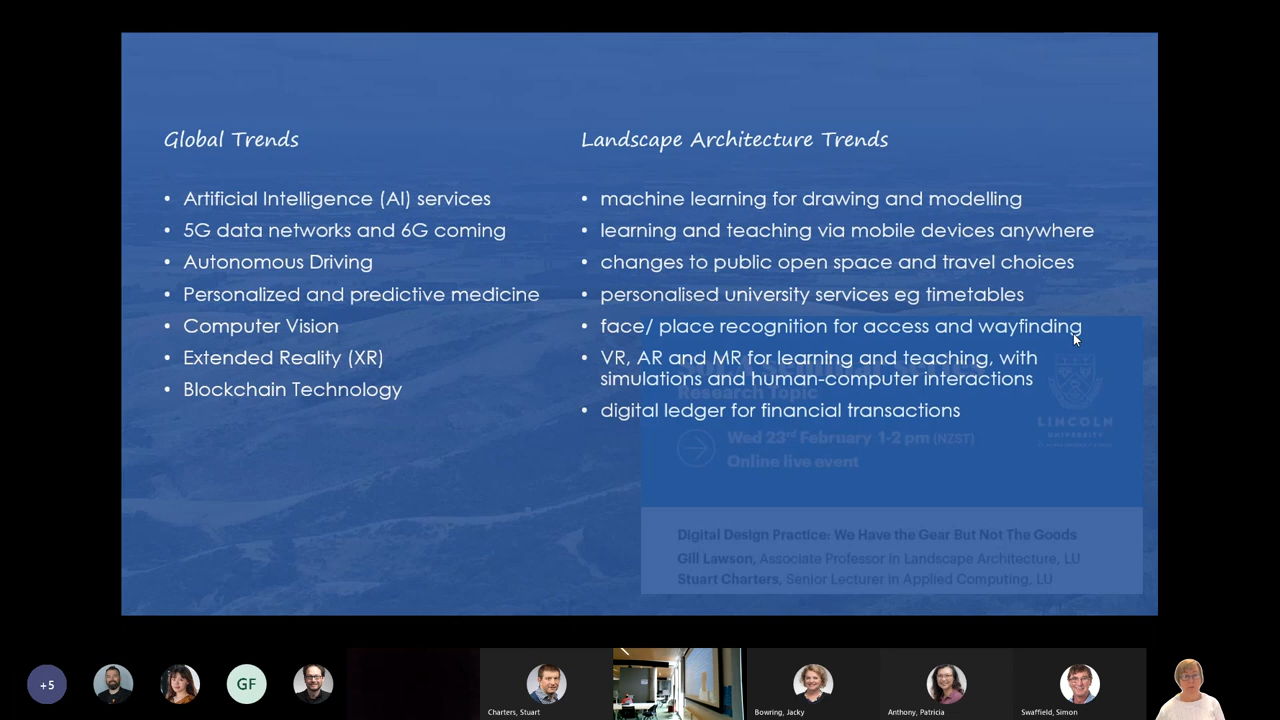 Global Trends
Landscape Architecture Trends
• Artificial Intelligence (AI) services
• 5G data networks and 6G coming
• Autonomous Driving
• Personalized and predictive medicine
• Computer Vision
• Extended Reality (XR)
• Blockchain Technology
• machine learning for drawing and modelling
• learning and teaching via mobile devices anywhere
• changes to public open space and travel choices
• personalised university services eg timetables
• face/ place recognition for access and wayfinding
• VR, AR and MR for learning and teaching, with
simulations and human-computer interactions
• digital ledger for financial transactions
Research Topic
Wed 23rd February 1-2 pm (NZST)
Online live event
LINCOLN
UNIVERSITY
Digital Design Practice: We Have the Gear But Not The Goods
Gill Lawson, Associate Professor in Landscape Architecture, LU
Stuart Charters, Senior Lecturer in Applied Computing, LU
+5
GF
Charters, Stuart
Bowring, Jacky
Anthony, Patricia
Swaffield, Simon